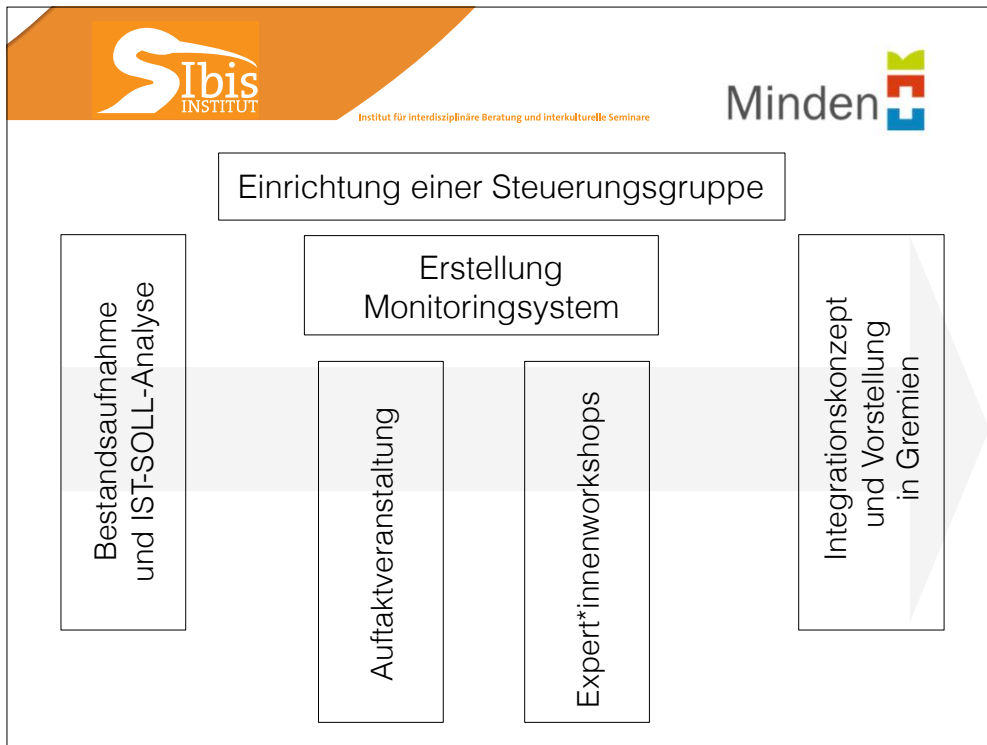 Ibis
INSTITUT
Institut für interdisziplinäre Beratung und interkulturelle Seminare
Minden
Einrichtung einer Steuerungsgruppe
Bestandsaufnahme
und IST-SOLL-Analyse
Erstellung
Monitoringsystem
Auftaktveranstaltung
Expert*innenworkshops
Integrationskonzept
und Vorstellung
in Gremien